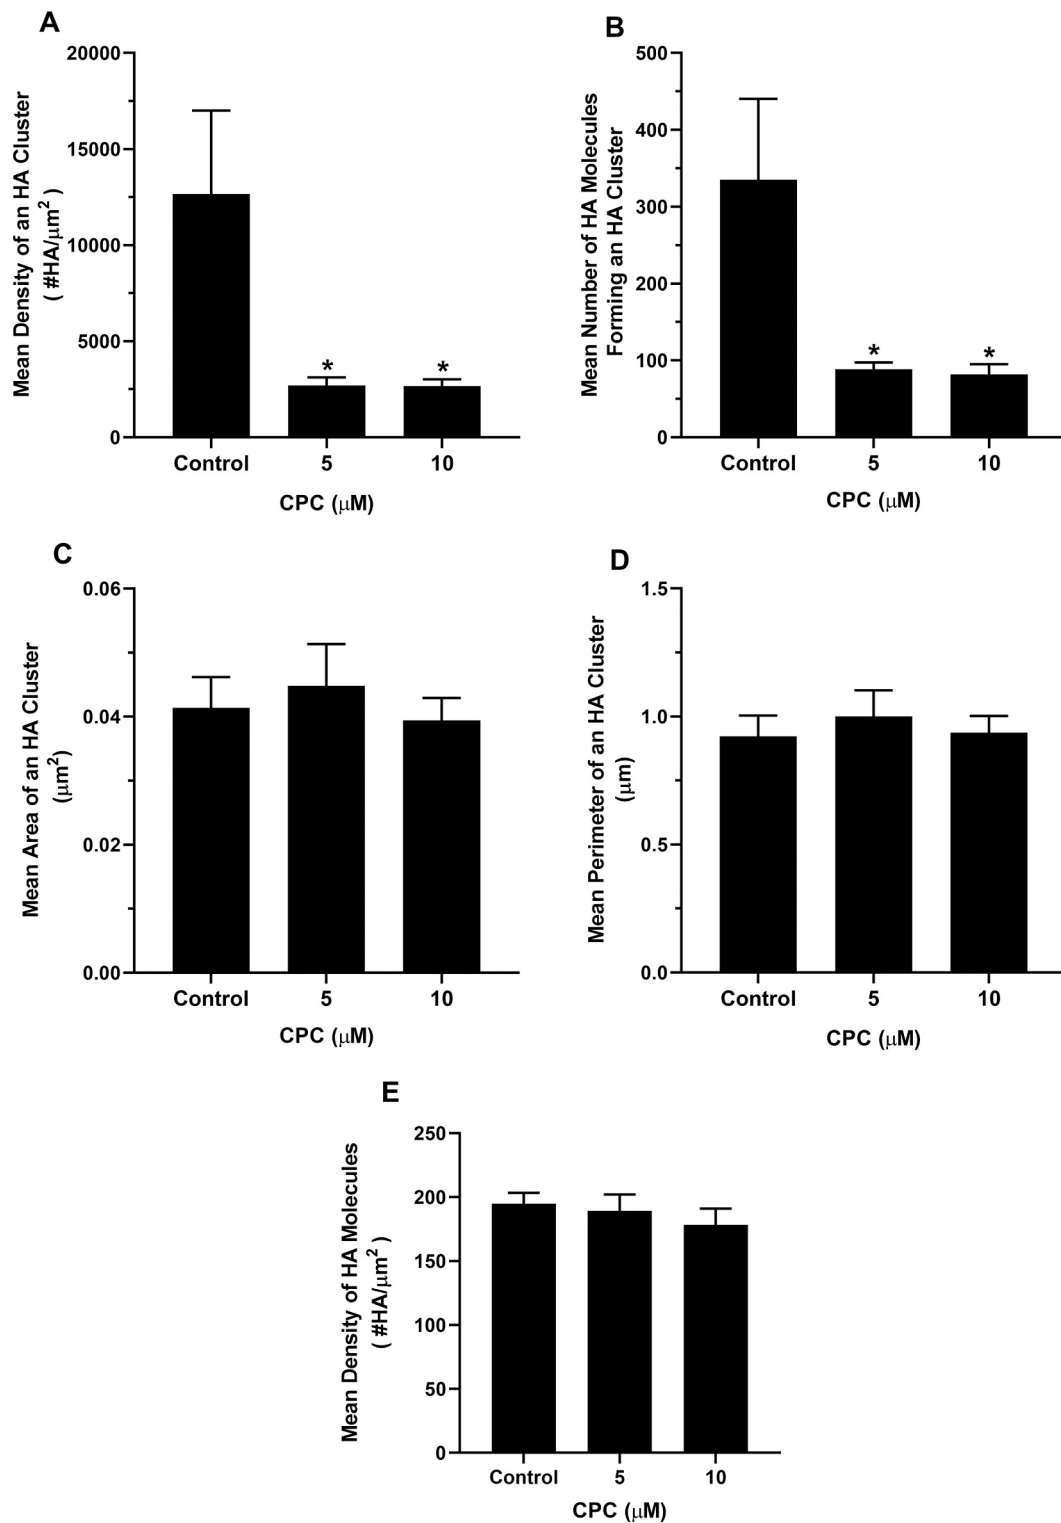 A
Mean Density of an HA Cluster
( #HA/μm²)
20000
15000
10000
5000
0
*
*
Control 5 10
CPC (μM)
B
Mean Number of HA Molecules
Forming an HA Cluster
500
400
300
200
100
0
*
*
Control 5 10
CPC (μM)
C
Mean Area of an HA Cluster
(μm²)
0.06
0.04
0.02
0.00
Control 5 10
CPC (μM)
D
Mean Perimeter of an HA Cluster
(μm)
1.5
1.0
0.5
0.0
Control 5 10
CPC (μM)
E
Mean Density of HA Molecules
( #HA/μm² )
250
200
150
100
50
0
Control 5 10
CPC (μM)